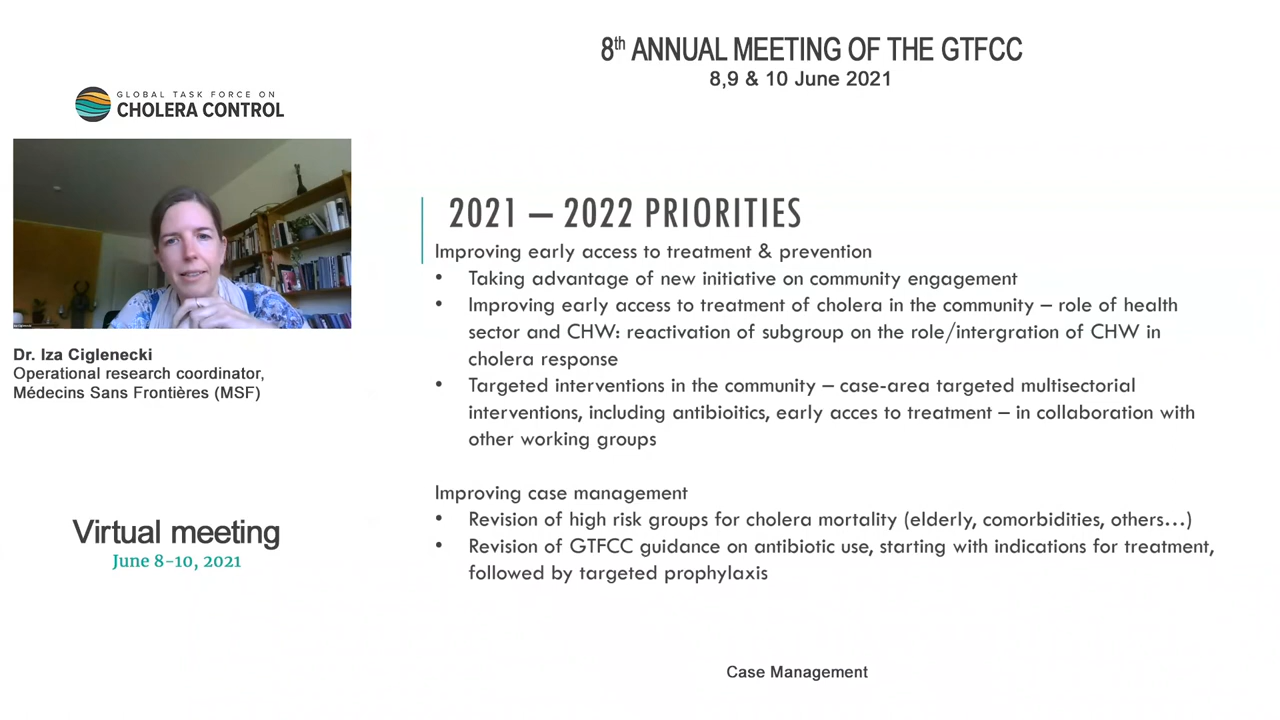 8th ANNUAL MEETING OF THE GTFCC
8,9 & 10 June 2021
GLOBAL TASK FORCE ON
CHOLERA CONTROL
Dr. Iza Ciglenecki
Operational research coordinator,
Médecins Sans Frontières (MSF)
Virtual meeting
June 8-10, 2021
2021 – 2022 PRIORITIES
Improving early access to treatment & prevention
• Taking advantage of new initiative on community engagement
• Improving early access to treatment of cholera in the community – role of health
sector and CHW: reactivation of subgroup on the role/intergration of CHW in
cholera response
• Targeted interventions in the community – case-area targeted multisectorial
interventions, including antibioitics, early acces to treatment – in collaboration with
other working groups
Improving case management
• Revision of high risk groups for cholera mortality (elderly, comorbidities, others...)
• Revision of GTFCC guidance on antibiotic use, starting with indications for treatment,
followed by targeted prophylaxis
Case Management